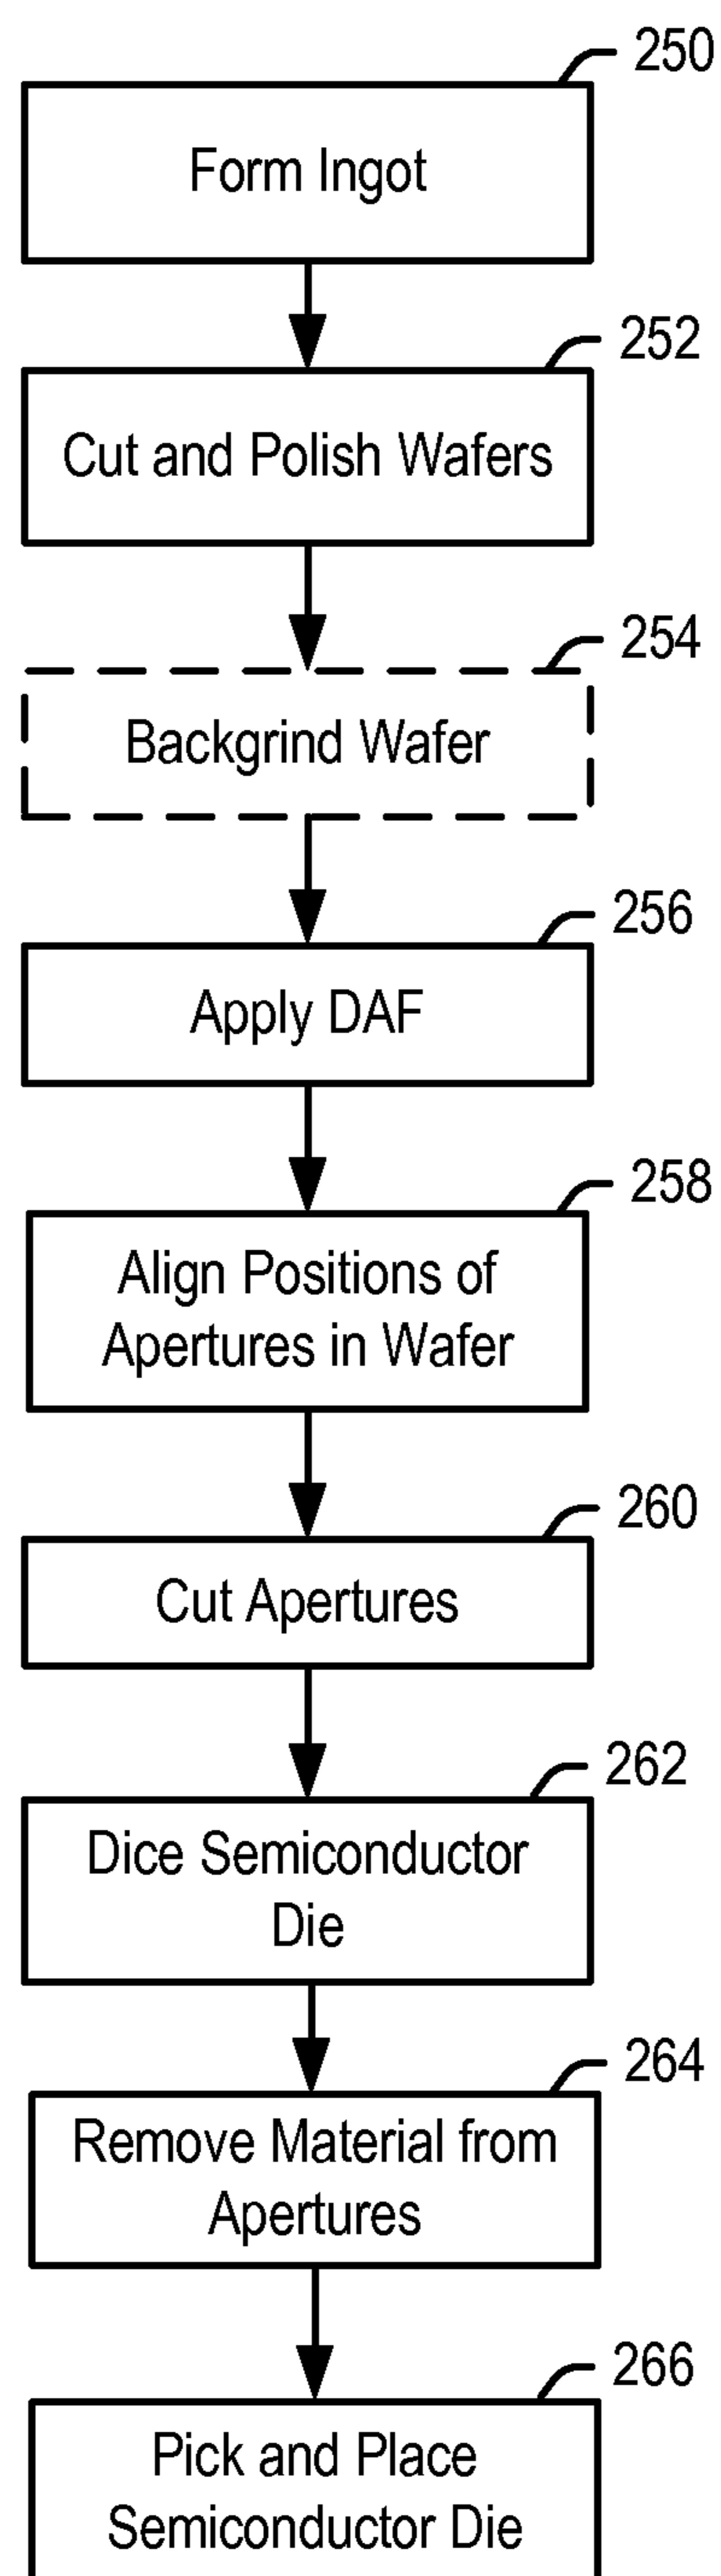 250
Form Ingot
252
Cut and Polish Wafers
254
Backgrind Wafer
256
Apply DAF
258
Align Positions of
Apertures in Wafer
260
Cut Apertures
262
Dice Semiconductor
Die
264
Remove Material from
Apertures
266
Pick and Place
Semiconductor Die